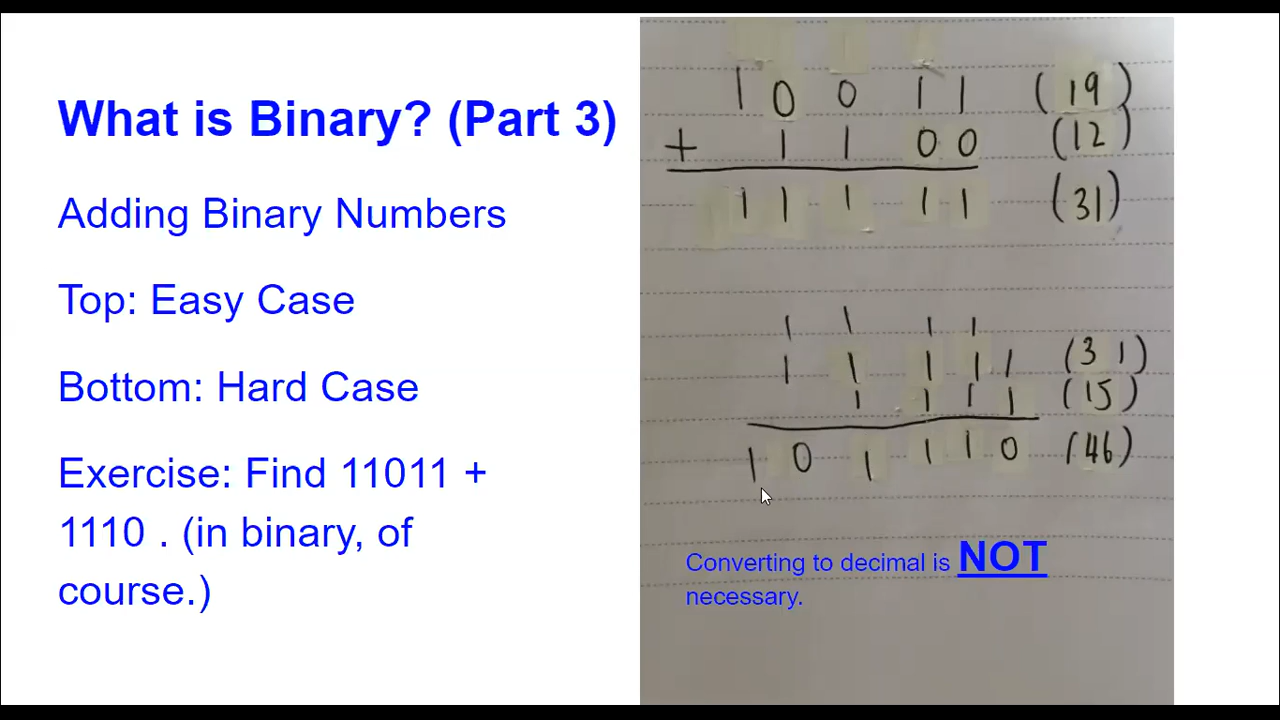 What is Binary? (Part 3)
Adding Binary Numbers
Top: Easy Case
Bottom: Hard Case
Exercise: Find 11011 +
1110 . (in binary, of
course.)
1 0 0 1 1 (19)
+ 1 1 0 0 (12)
1 1 1 1 1 (31)
1 1 1 1
1 1 1 1 1 (31)
1 1 1 1 (15)
1 0 1 1 1 0 (46)
Converting to decimal is NOT
necessary.